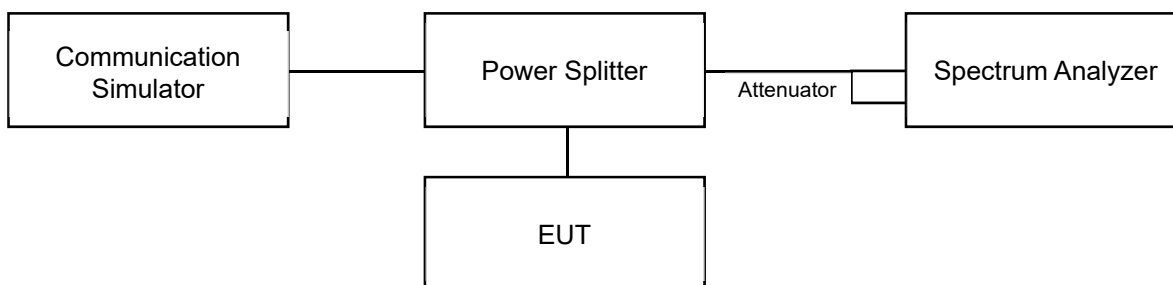 Communication
Simulator
Power Splitter
Attenuator
Spectrum Analyzer
EUT